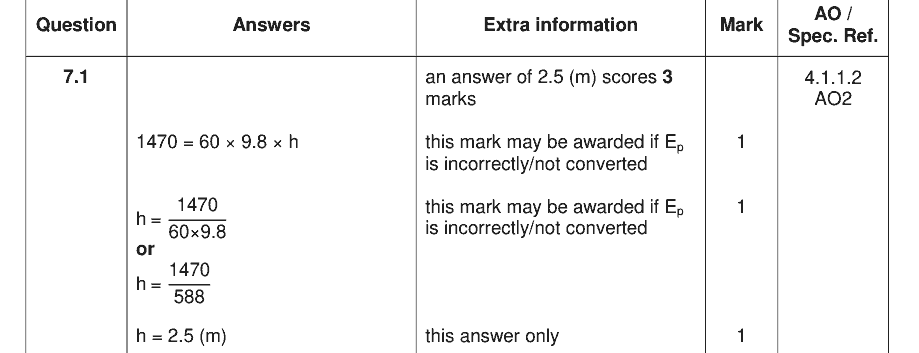 Question Answers Extra information Mark AO /
Spec. Ref.
7.1 an answer of 2.5 (m) scores 3 4.1.1.2
marks AO2
1470 = 60 × 9.8 × h this mark may be awarded if Ep 1
is incorrectly/not converted
h = 1470 this mark may be awarded if Ep 1
60×9.8 is incorrectly/not converted
or
h = 1470
588
h = 2.5 (m) this answer only 1